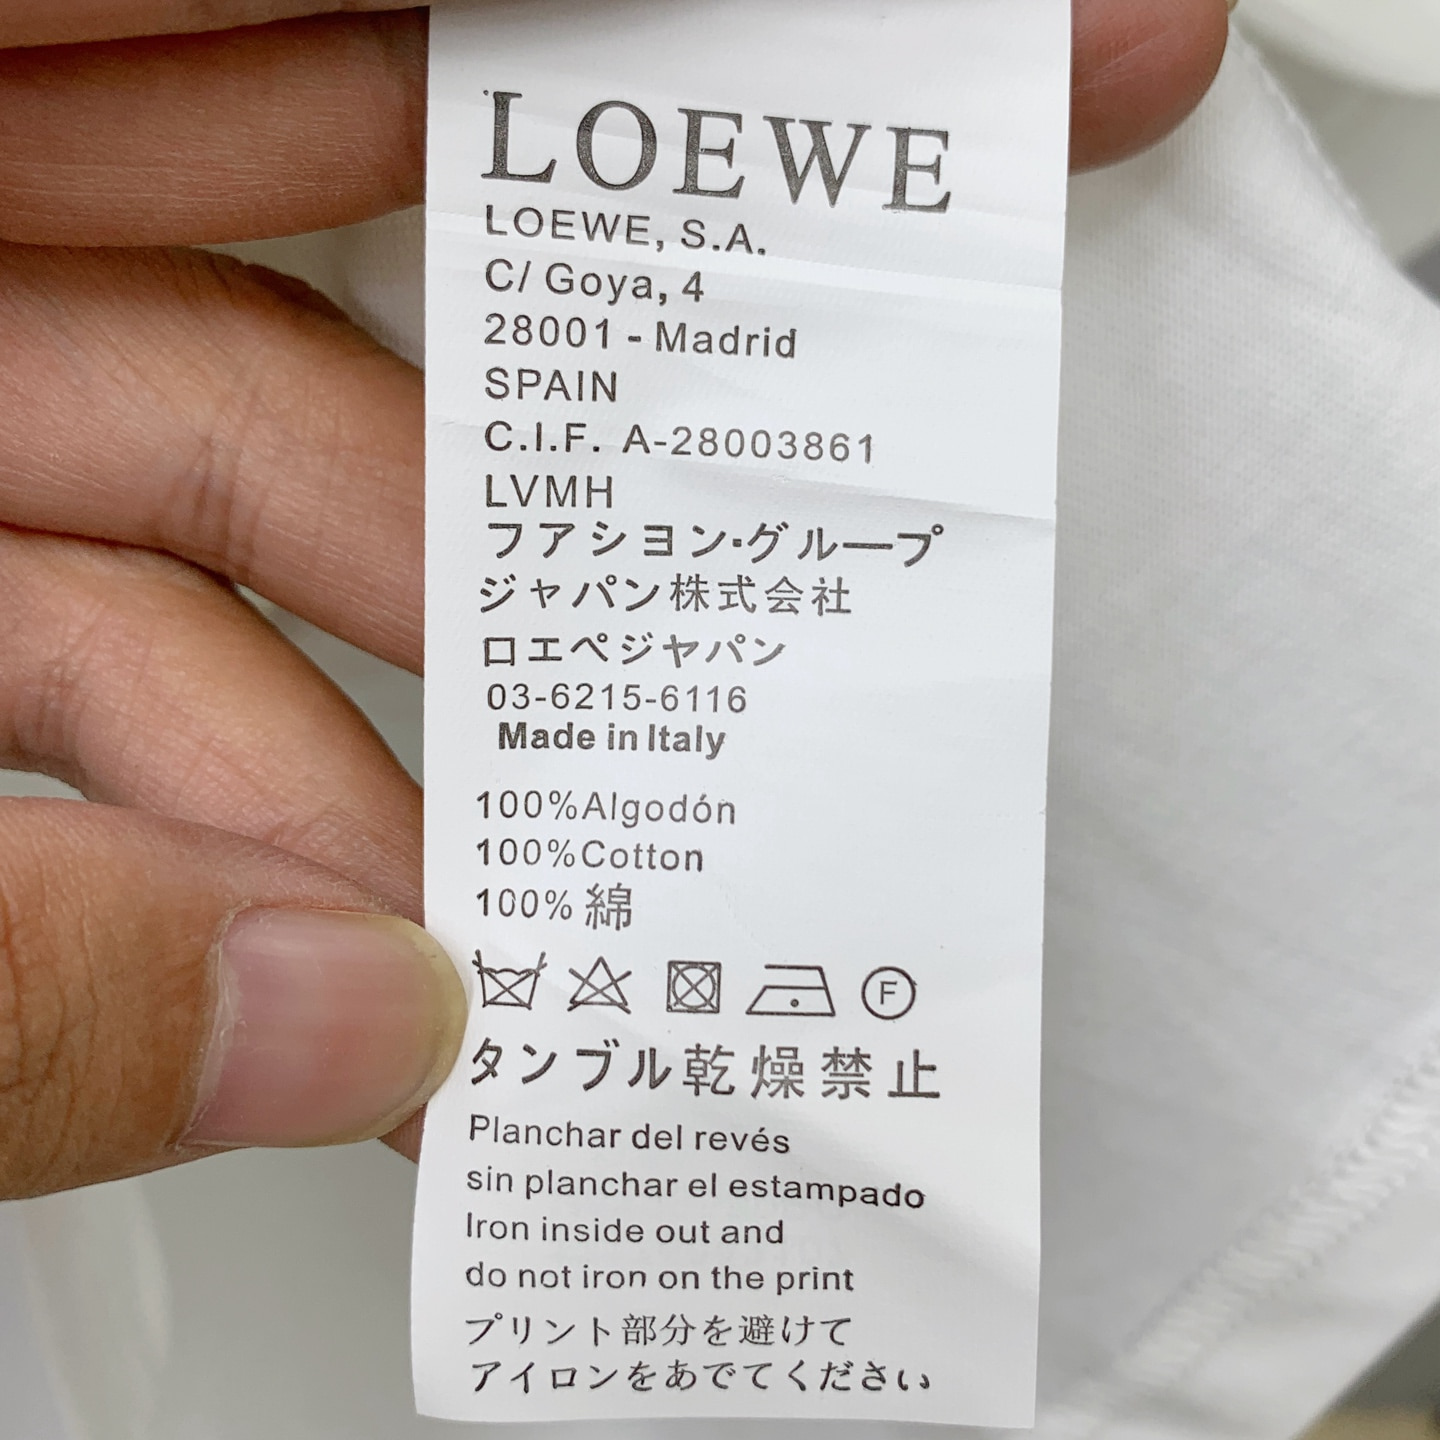 LOEWE
LOEWE, S.A.
C/ Goya, 4
28001 - Madrid
SPAIN
C.I.F. A-28003861
LVMH
フアシヨン·グループ
ジャパン株式会社
ロエペジヤパン
03-6215-6116
Made in Italy
100%Algodón
100%Cotton
100% 綿
F
タンブル乾燥禁止
Planchar del revés
sin planchar el estampado
Iron inside out and
do not iron on the print
プリント部分を避けて
アイロンをあでてください